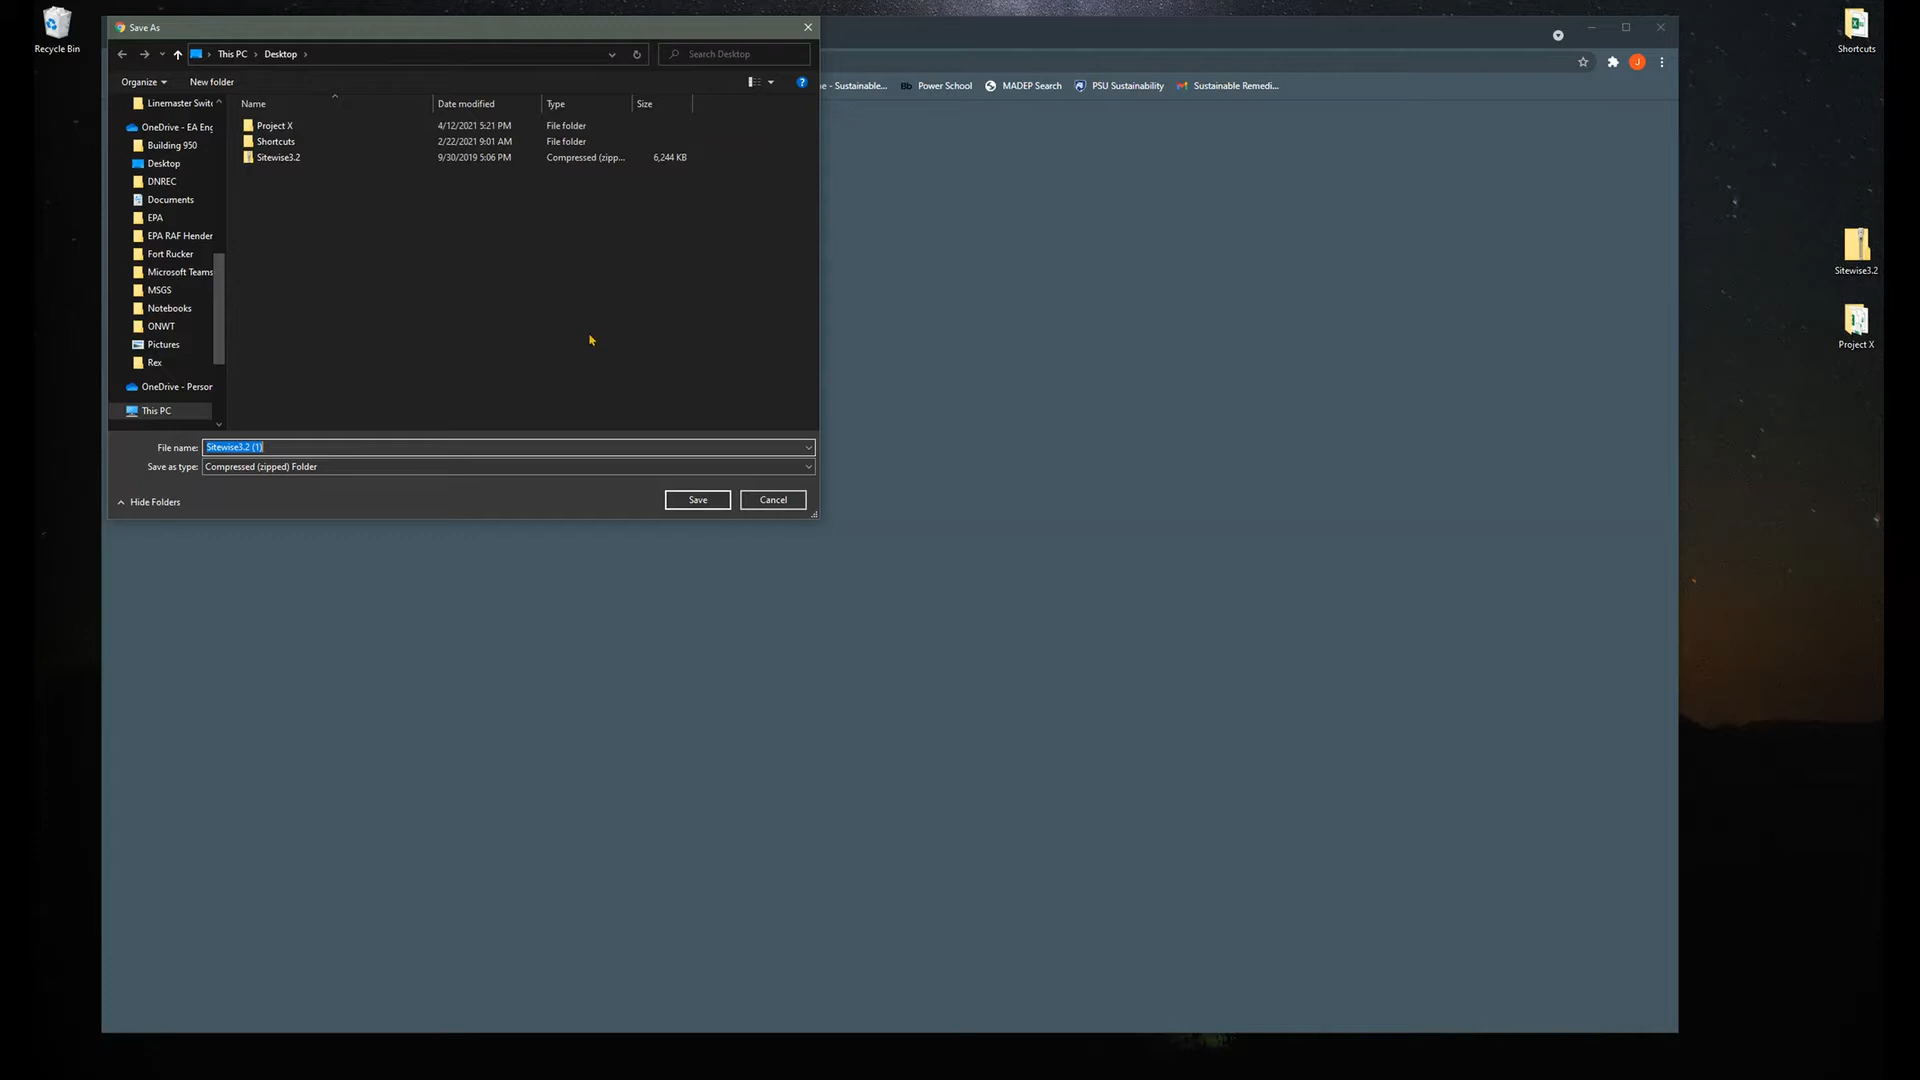 Recycle Bin
Save As
This PC
Desktop
Search Desktop
Organize
New folder
Name
Date modified
Type
Size
Linemaster Switc
OneDrive - EA Eng
Building 950
Desktop
DNREC
Documents
EPA
EPA RAF Hender
Fort Rucker
Microsoft Teams
MSGS
Notebooks
ONWT
Pictures
Rex
OneDrive - Person
This PC
Project X 4/12/2021 5:21 PM File folder
Shortcuts 2/22/2021 9:01 AM File folder
Sitewise3.2 9/30/2019 5:06 PM Compressed (zipp... 6,244 KB
File name: Sitewise3.2 (1)
Save as type: Compressed (zipped) Folder
Hide Folders
Save
Cancel
J
e - Sustainable...
Bb Power School
MADEP Search
PSU Sustainability
Sustainable Remedi...
Shortcuts
Sitewise3.2
Project X